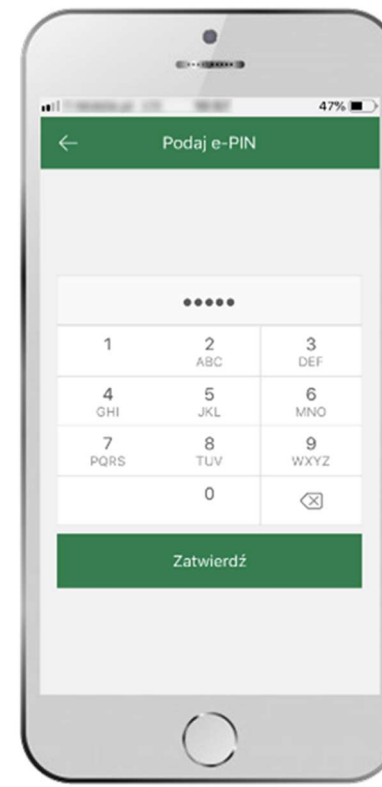 47%
Podaj e-PIN
•••••
1 2 3
ABC DEF
4 5 6
GHI JKL MNO
7 8 9
PQRS TUV WXYZ
0
Zatwierdź